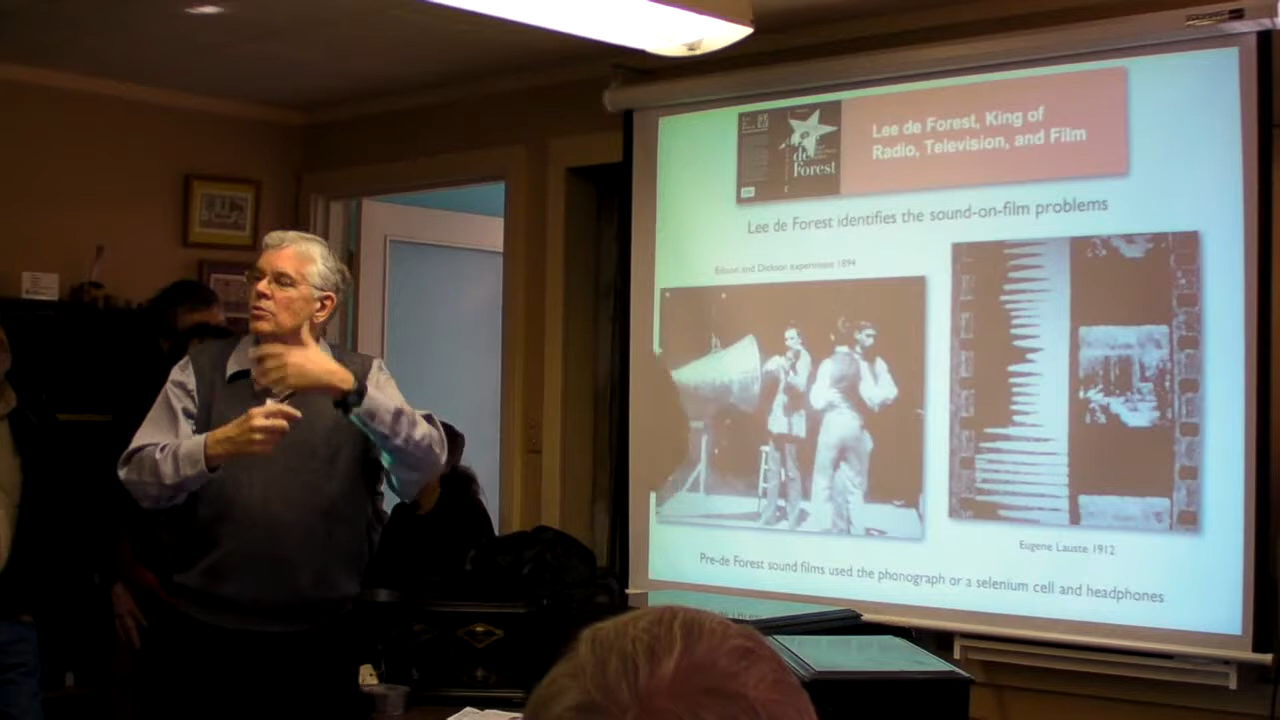 Lee de Forest, King of
Radio, Television, and Film
de
Forest
Lee de Forest identifies the sound-on-film problems
Edison and Dickson experiment 1894
Eugene Lauste 1912
Pre-de Forest sound films used the phonograph or a selenium cell and headphones